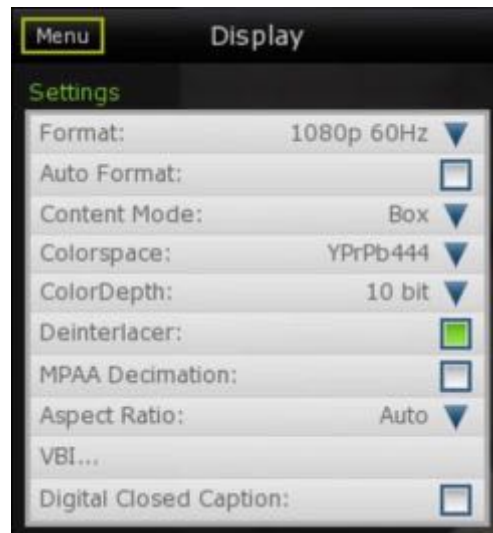 Menu Display
Settings
Format: 1080p 60Hz
Auto Format:
Content Mode: Box
Colorspace: YPrPb444
ColorDepth: 10 bit
Deinterlacer:
MPAA Decimation:
Aspect Ratio: Auto
VBI...
Digital Closed Caption: